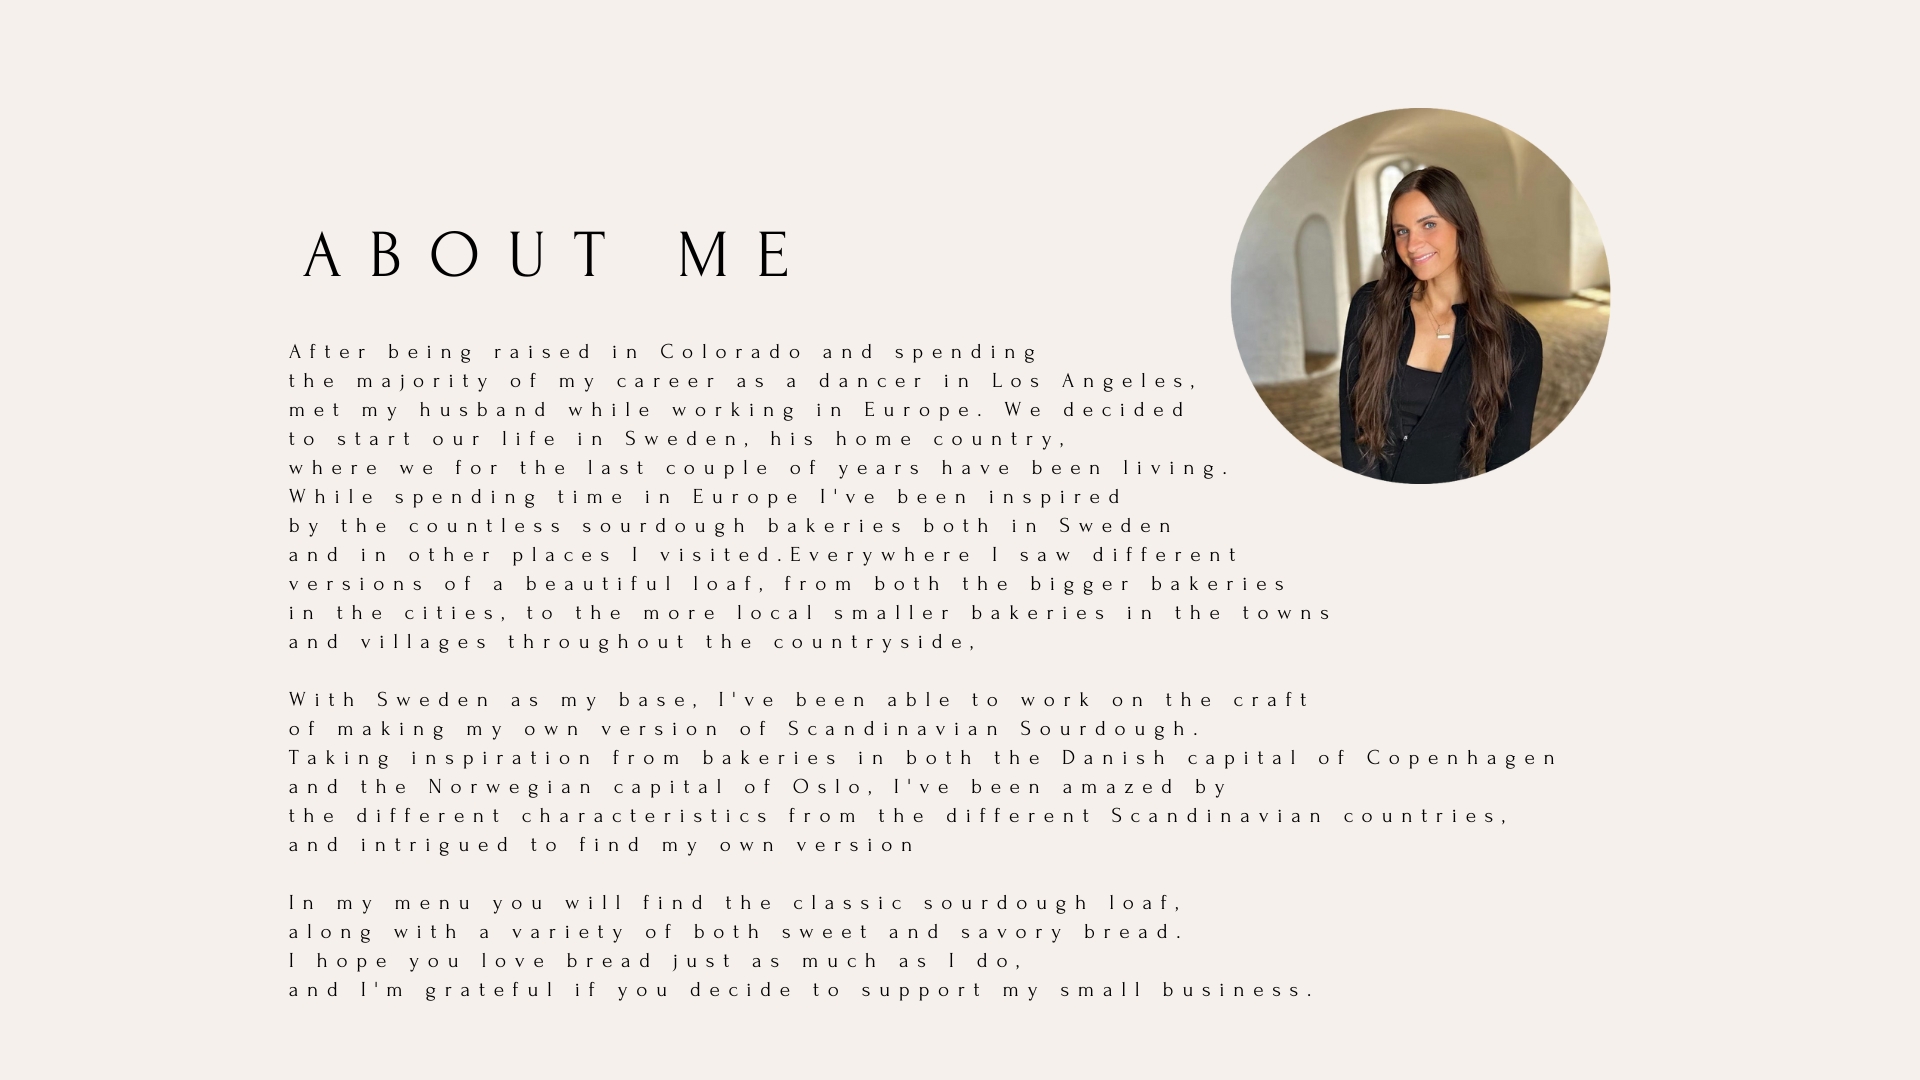 ABOUT ME
After being raised in Colorado and spending
the majority of my career as a dancer in Los Angeles,
met my husband while working in Europe. We decided
to start our life in Sweden, his home country,
where we for the last couple of years have been living.
While spending time in Europe I've been inspired
by the countless sourdough bakeries both in Sweden
and in other places I visited.Everywhere I saw different
versions of a beautiful loaf, from both the bigger bakeries
in the cities, to the more local smaller bakeries in the towns
and villages throughout the countryside,
With Sweden as my base, I've been able to work on the craft
of making my own version of Scandinavian Sourdough.
Taking inspiration from bakeries in both the Danish capital of Copenhagen
and the Norwegian capital of Oslo, I've been amazed by
the different characteristics from the different Scandinavian countries,
and intrigued to find my own version
In my menu you will find the classic sourdough loaf,
along with a variety of both sweet and savory bread.
I hope you love bread just as much as I do,
and I'm grateful if you decide to support my small business.